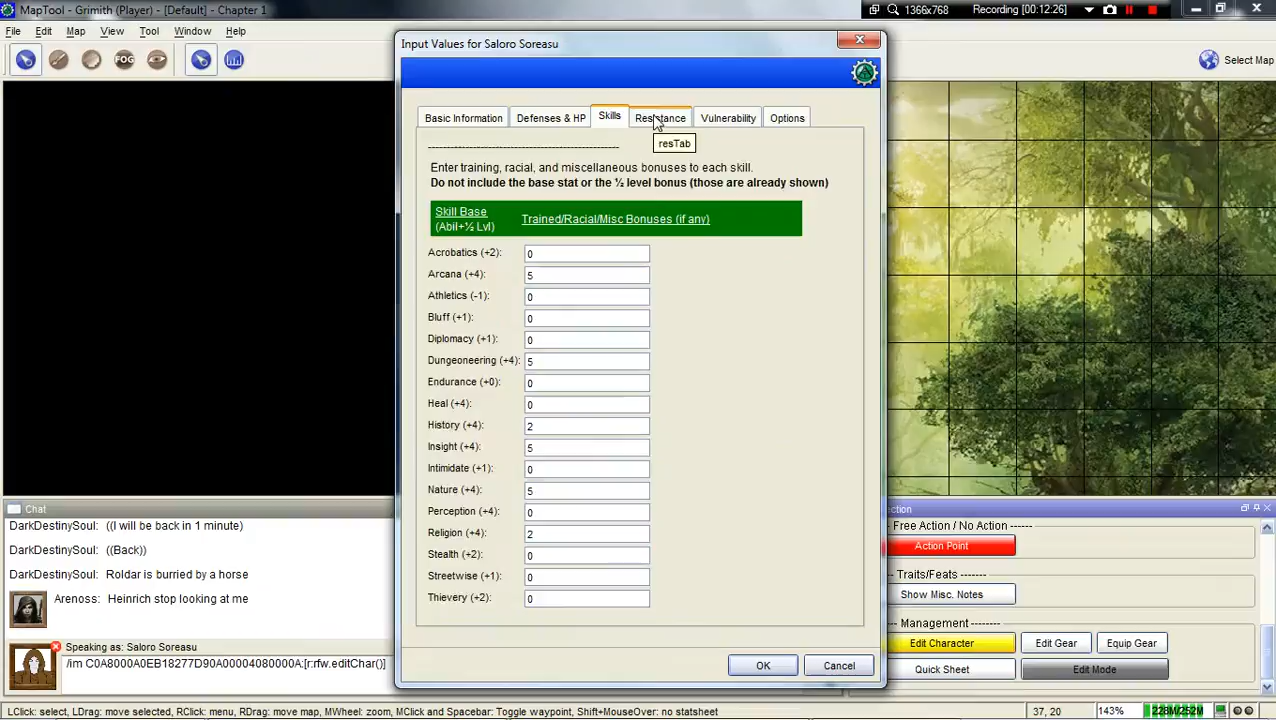 MapTool - Grimith (Player) - [Default] - Chapter 1
1366x768
Recording [00:12:26]
File Edit Map View Tool Window Help
FOG
Select Map
Input Values for Saloro Soreasu
Basic Information
Defenses & HP
Skills
Resistance
Vulnerability
Options
resTab
--------------------------------------------------
Enter training, racial, and miscellaneous bonuses to each skill.
Do not include the base stat or the ½ level bonus (those are already shown)
Skill Base
(Abil+½ Lvl)
Trained/Racial/Misc Bonuses (if any)
Acrobatics (+2): 0
Arcana (+4): 5
Athletics (-1): 0
Bluff (+1): 0
Diplomacy (+1): 0
Dungeoneering (+4): 5
Endurance (+0): 0
Heal (+4): 0
History (+4): 2
Insight (+4): 5
Intimidate (+1): 0
Nature (+4): 5
Perception (+4): 0
Religion (+4): 2
Stealth (+2): 0
Streetwise (+1): 0
Thievery (+2): 0
OK
Cancel
Chat
DarkDestinySoul: ((I will be back in 1 minute)
DarkDestinySoul: ((Back))
DarkDestinySoul: Roldar is burried by a horse
Arenoss: Heinrich stop looking at me
Speaking as: Saloro Soreasu
/im C0A8000A0EB18277D90A00004080000A:[r:rfw.editChar()]
ection
Free Action / No Action ------
Action Point
-- Traits/Feats --------
Show Misc. Notes
-- Management --------
Edit Character
Edit Gear
Equip Gear
Quick Sheet
Edit Mode
LClick: select, LDrag: move selected, RClick: menu, RDrag: move map, MWheel: zoom, MClick and Spacebar: Toggle waypoint, Shift+MouseOver: no statsheet
37, 20
143%
228M/252M